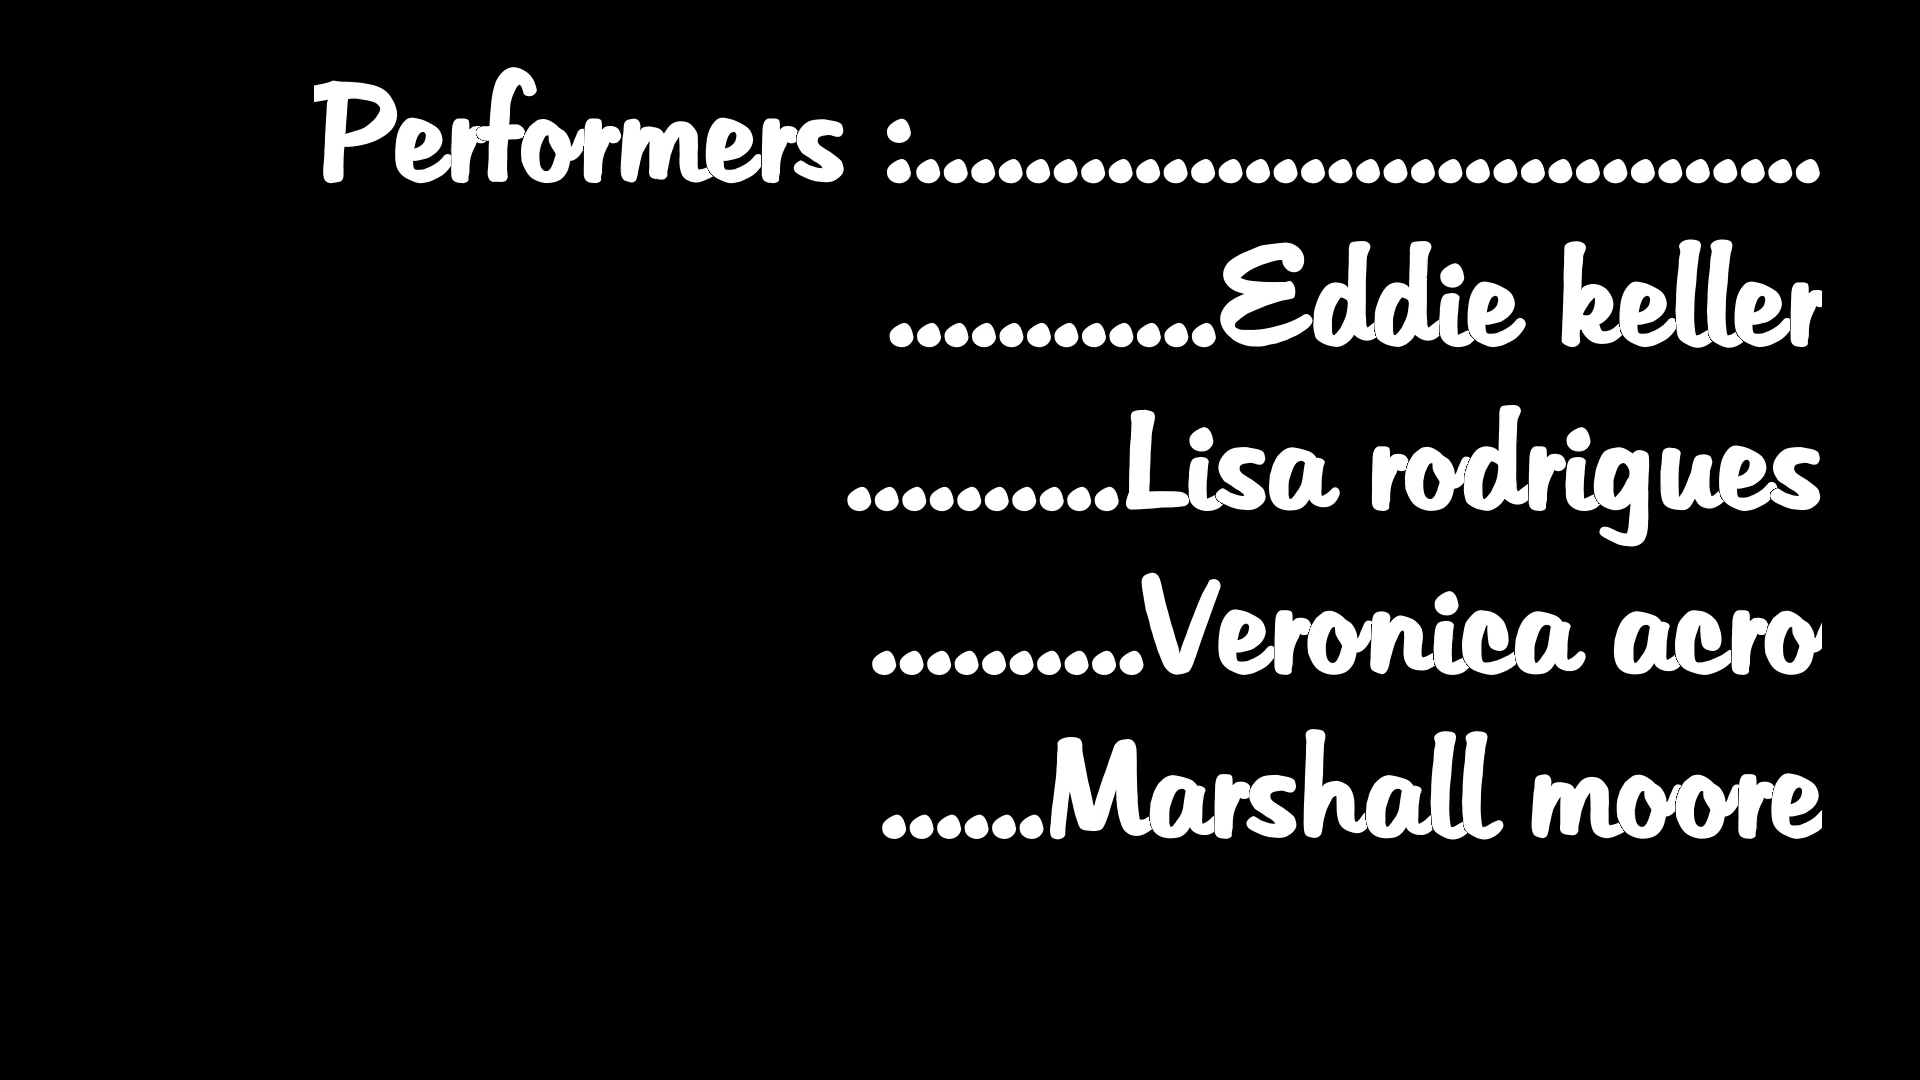 Performers :.................................
............Eddie keller
..........Lisa rodrigues
..........Veronica acro
......Marshall moore